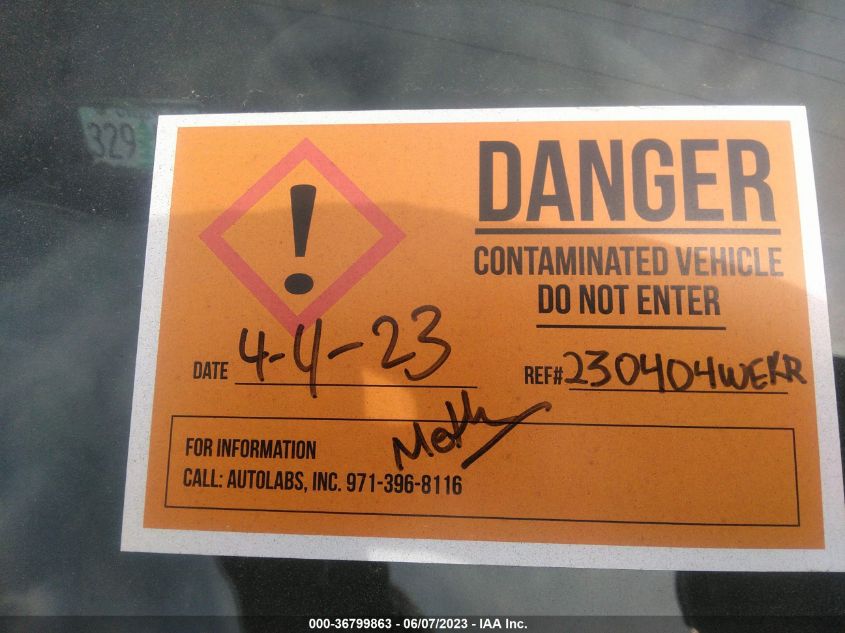 329
DANGER
CONTAMINATED VEHICLE
DO NOT ENTER
DATE 4-4-23
REF# 230404WEKR
Meth
FOR INFORMATION
CALL: AUTOLABS, INC. 971-396-8116
000-36799863 - 06/07/2023 - IAA Inc.